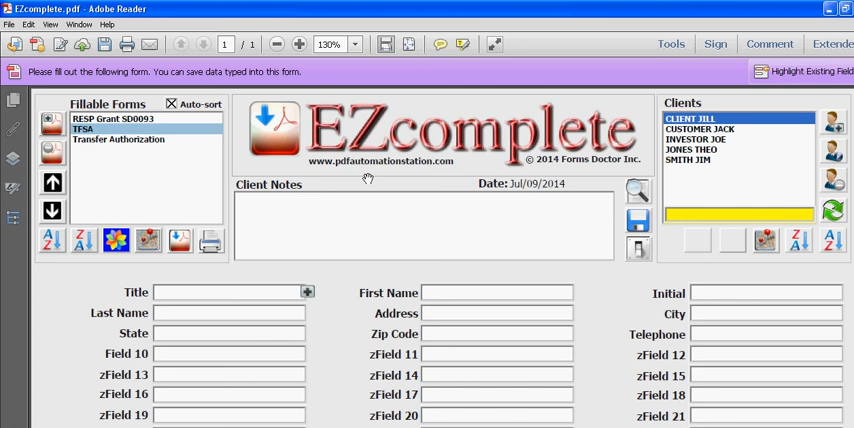 EZcomplete.pdf - Adobe Reader
File Edit View Window Help
1 / 1 130% Tools Sign Comment Extende
Please fill out the following form. You can save data typed into this form. Highlight Existing Field
Fillable Forms Auto-sort
RESP Grant SD0093
TFSA
Transfer Authorization
EZcomplete
www.pdfautomationstation.com © 2014 Forms Doctor Inc.
Client Notes Date: Jul/09/2014
Clients
CLIENT JILL
CUSTOMER JACK
INVESTOR JOE
JONES THEO
SMITH JIM
A Z Z A A Z Z A
Title First Name Initial
Last Name Address City
State Zip Code Telephone
Field 10 zField 11 zField 12
zField 13 zField 14 zField 15
zField 16 zField 17 zField 18
zField 19 zField 20 zField 21